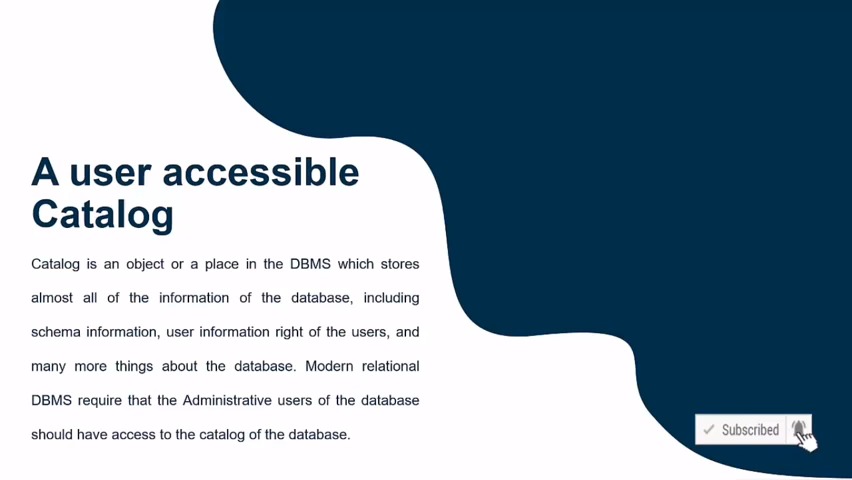 A user accessible
Catalog
Catalog is an object or a place in the DBMS which stores
almost all of the information of the database, including
schema information, user information right of the users, and
many more things about the database. Modern relational
DBMS require that the Administrative users of the database
should have access to the catalog of the database.
Subscribed